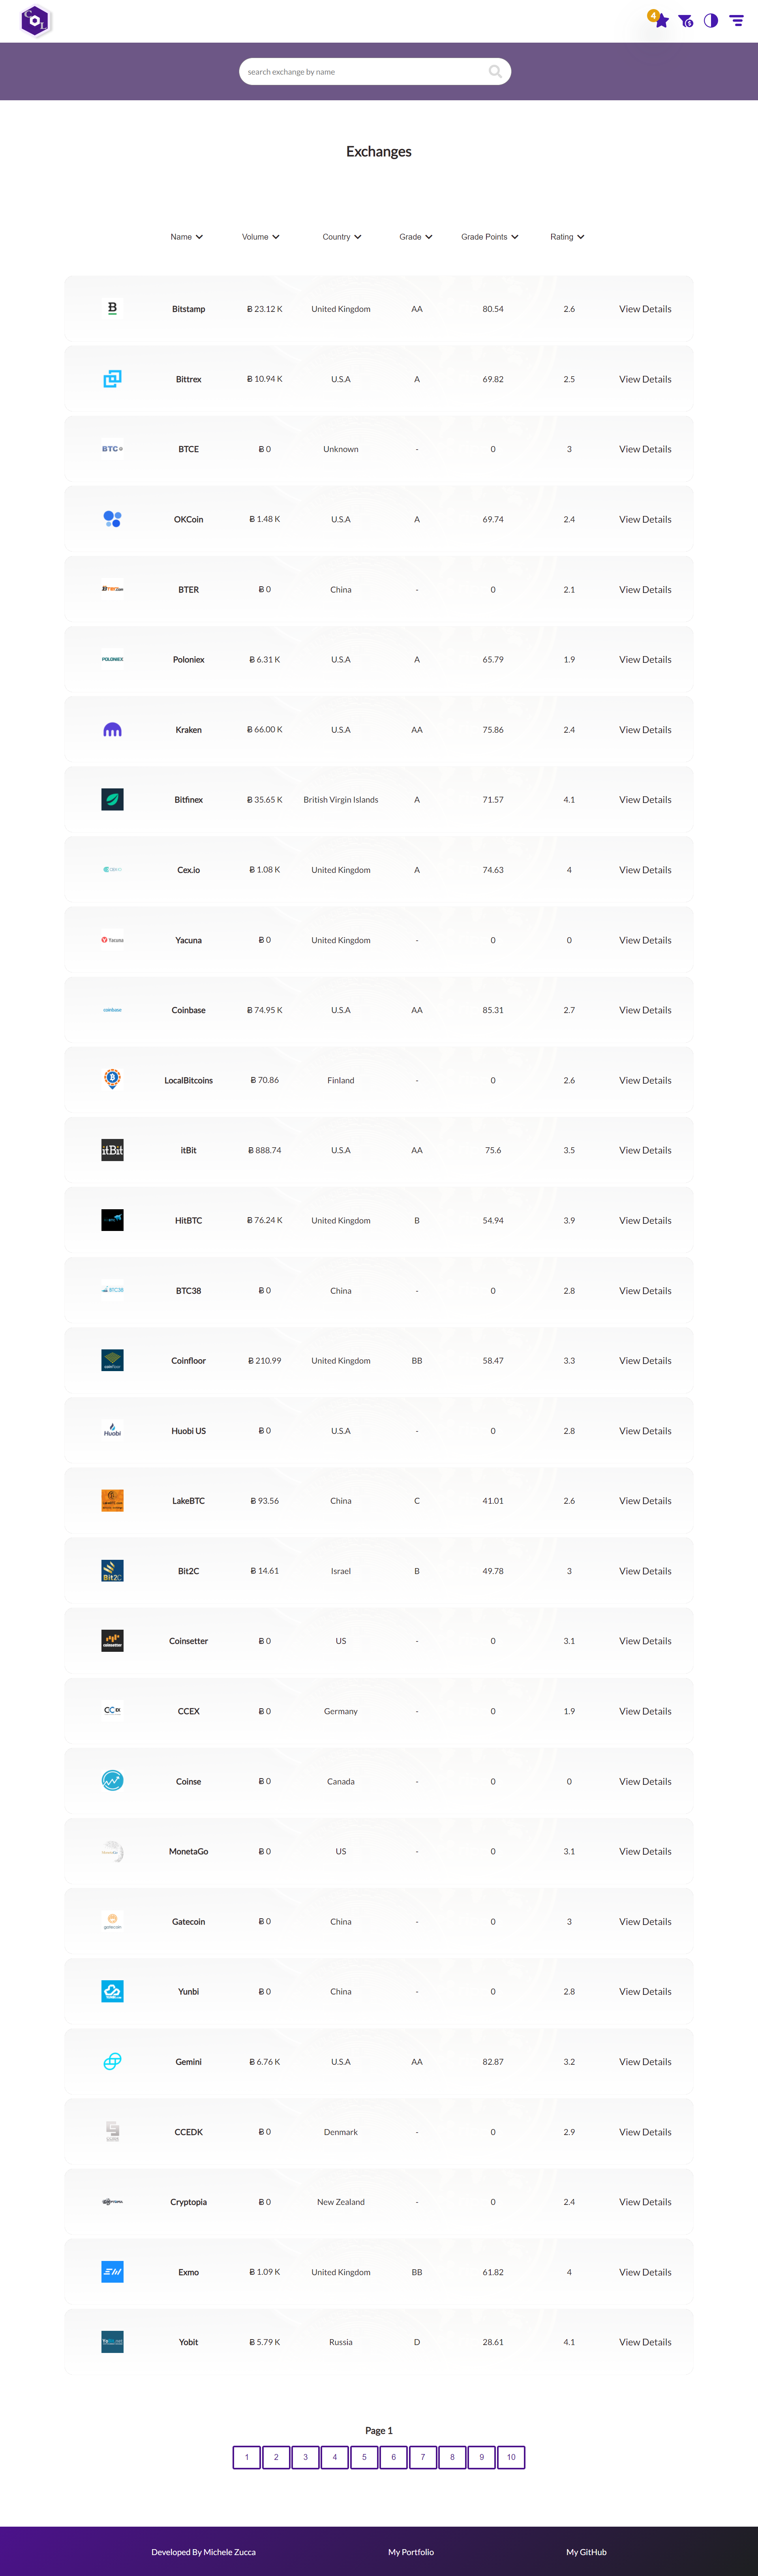 C
L
4
search exchange by name
Exchanges
Name Volume Country Grade Grade Points Rating
Bitstamp Ƀ 23.12 K United Kingdom AA 80.54 2.6 View Details
Bittrex Ƀ 10.94 K U.S.A A 69.82 2.5 View Details
BTC BTCE Ƀ 0 Unknown - 0 3 View Details
OKCoin Ƀ 1.48 K U.S.A A 69.74 2.4 View Details
BTER Ƀ 0 China - 0 2.1 View Details
POLONIEX Poloniex Ƀ 6.31 K U.S.A A 65.79 1.9 View Details
Kraken Ƀ 66.00 K U.S.A AA 75.86 2.4 View Details
Bitfinex Ƀ 35.65 K British Virgin Islands A 71.57 4.1 View Details
Cex.io Ƀ 1.08 K United Kingdom A 74.63 4 View Details
Yacuna Yacuna Ƀ 0 United Kingdom - 0 0 View Details
coinbase Coinbase Ƀ 74.95 K U.S.A AA 85.31 2.7 View Details
LocalBitcoins Ƀ 70.86 Finland - 0 2.6 View Details
itBit itBit Ƀ 888.74 U.S.A AA 75.6 3.5 View Details
HitBTC Ƀ 76.24 K United Kingdom B 54.94 3.9 View Details
BTC38 BTC38 Ƀ 0 China - 0 2.8 View Details
Coinfloor Ƀ 210.99 United Kingdom BB 58.47 3.3 View Details
Huobi Huobi US Ƀ 0 U.S.A - 0 2.8 View Details
LakeBTC Ƀ 93.56 China C 41.01 2.6 View Details
Bit2C Bit2C Ƀ 14.61 Israel B 49.78 3 View Details
coinsetter Coinsetter Ƀ 0 US - 0 3.1 View Details
CCEX CCEX Ƀ 0 Germany - 0 1.9 View Details
Coinse Ƀ 0 Canada - 0 0 View Details
MonetaGo Ƀ 0 US - 0 3.1 View Details
gatecoin Gatecoin Ƀ 0 China - 0 3 View Details
Yunbi Ƀ 0 China - 0 2.8 View Details
Gemini Ƀ 6.76 K U.S.A AA 82.87 3.2 View Details
CCEDK Ƀ 0 Denmark - 0 2.9 View Details
Cryptopia Ƀ 0 New Zealand - 0 2.4 View Details
Exmo Ƀ 1.09 K United Kingdom BB 61.82 4 View Details
Yobit Ƀ 5.79 K Russia D 28.61 4.1 View Details
Page 1
1 2 3 4 5 6 7 8 9 10
Developed By Michele Zucca My Portfolio My GitHub